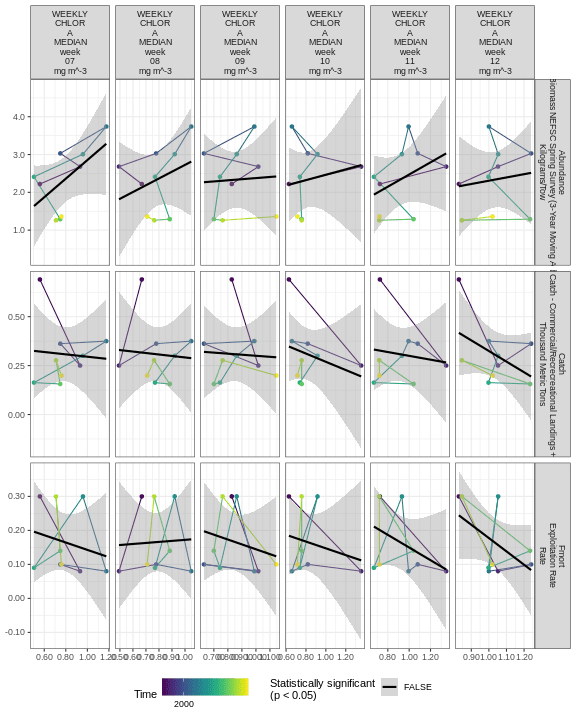 WEEKLY
CHLOR
A
MEDIAN
week
07
mg m^-3
WEEKLY
CHLOR
A
MEDIAN
week
08
mg m^-3
WEEKLY
CHLOR
A
MEDIAN
week
09
mg m^-3
WEEKLY
CHLOR
A
MEDIAN
week
10
mg m^-3
WEEKLY
CHLOR
A
MEDIAN
week
11
mg m^-3
WEEKLY
CHLOR
A
MEDIAN
week
12
mg m^-3
4.0
3.0
2.0
1.0
Abundance
Biomass NEFSC Spring Survey (3-Year Moving A
Kilograms/Tow
0.50
0.25
0.00
Catch
Catch - Commercial/Recreational Landings +
Thousand Metric Tons
0.30
0.20
0.10
0.00
-0.10
Fmort
Exploitation Rate
Rate
0.60 0.80 1.00 1.20
0.50 0.60 0.70 0.80 0.90 1.00
0.70 0.80 0.90 1.00 1.10
0.60 0.80 1.00 1.20
0.80 1.00 1.20
0.90 1.00 1.10 1.20
Time
2000
Statistically significant
(p < 0.05)
FALSE